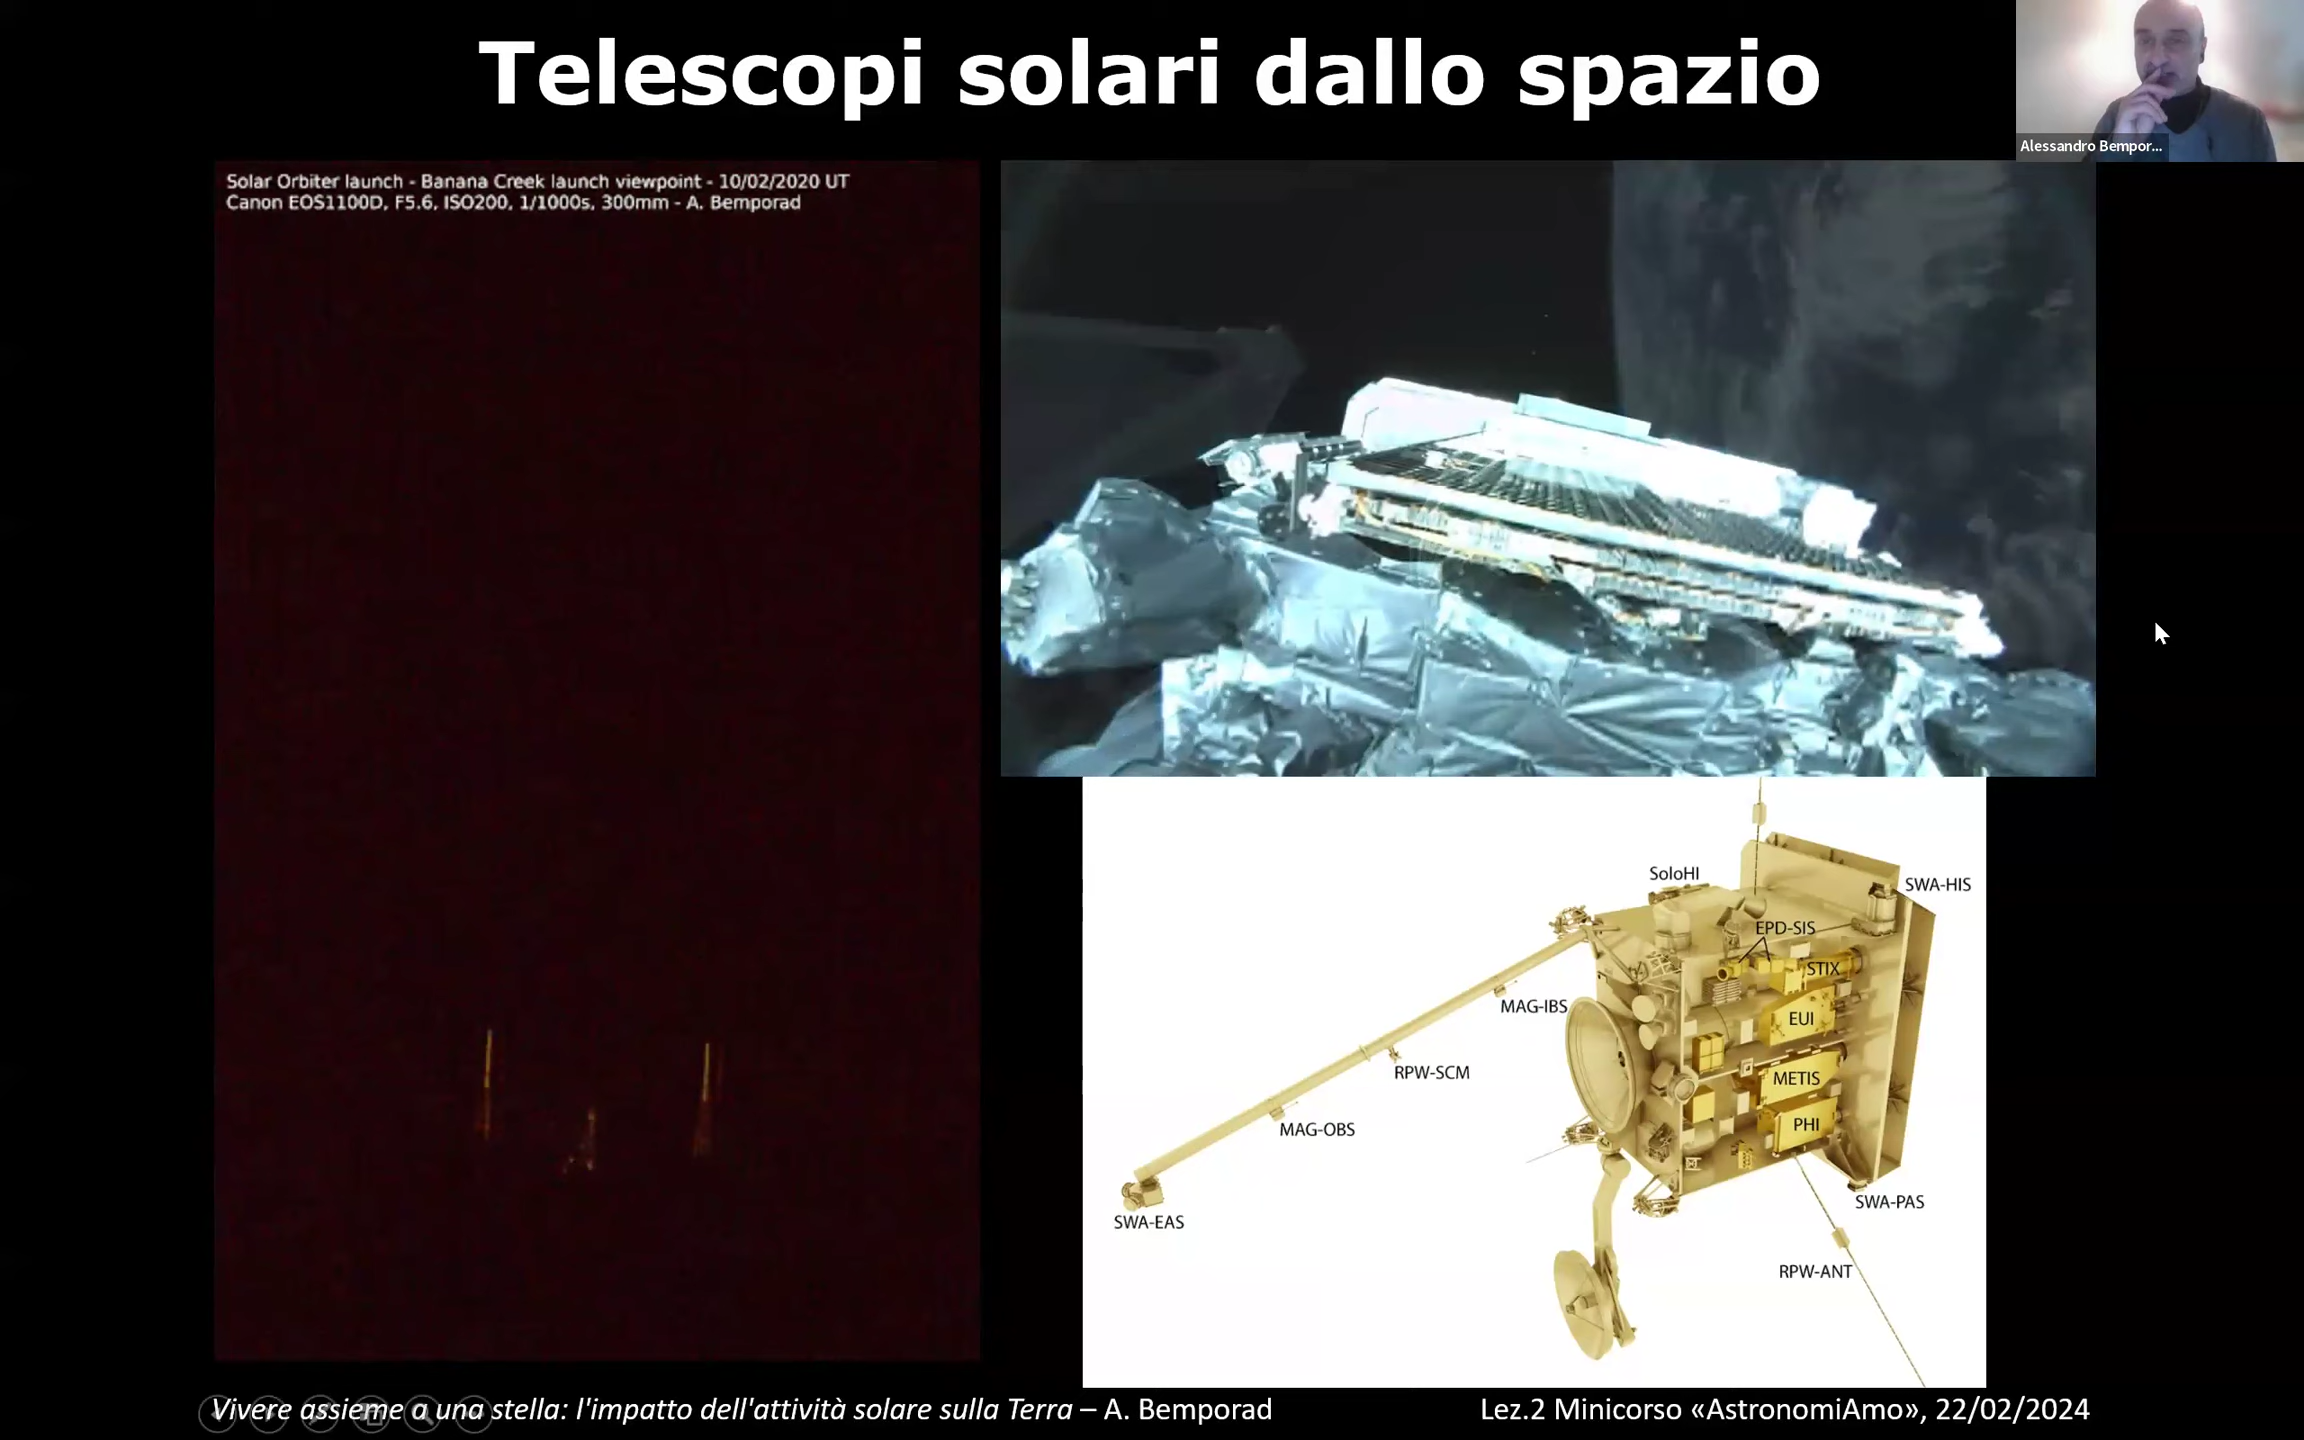 Telescopi solari dallo spazio
Alessandro Bempor...
Solar Orbiter launch - Banana Creek launch viewpoint - 10/02/2020 UT
Canon EOS1100D, F5.6, ISO200, 1/1000s, 300mm - A. Bemporad
SoloHI
SWA-HIS
EPD-SIS
STIX
MAG-IBS
EUI
RPW-SCM
METIS
MAG-OBS
PHI
SWA-PAS
SWA-EAS
RPW-ANT
Vivere assieme a una stella: l'impatto dell'attività solare sulla Terra – A. Bemporad
Lez.2 Minicorso «AstronomiAmo», 22/02/2024